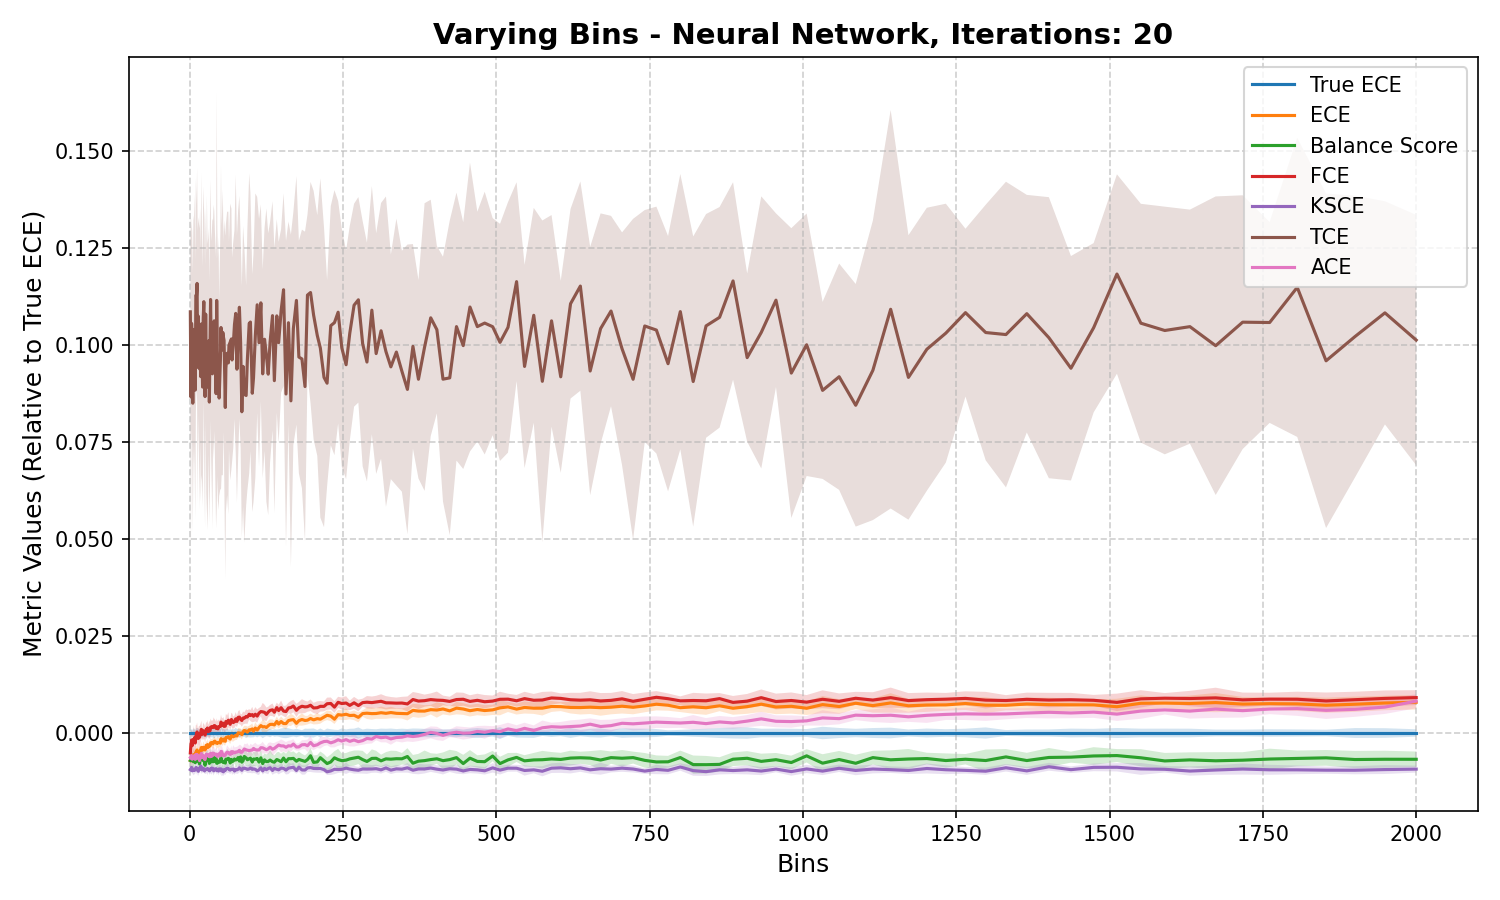 Varying Bins - Neural Network, Iterations: 20
Metric Values (Relative to True ECE)
0.150
0.125
0.100
0.075
0.050
0.025
0.000
True ECE
ECE
Balance Score
FCE
KSCE
TCE
ACE
0 250 500 750 1000 1250 1500 1750 2000
Bins